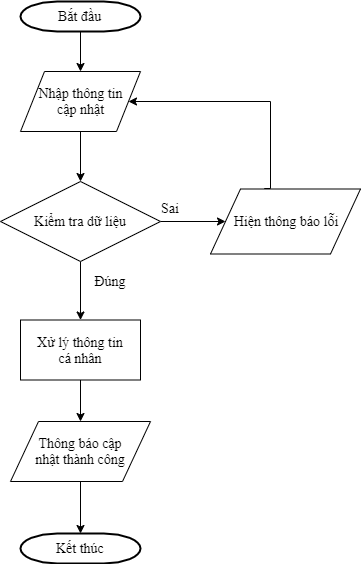 Bắt đầu
Nhập thông tin
cập nhật
Kiểm tra dữ liệu
Sai
Hiện thông báo lỗi
Đúng
Xử lý thông tin
cá nhân
Thông báo cập
nhật thành công
Kết thúc